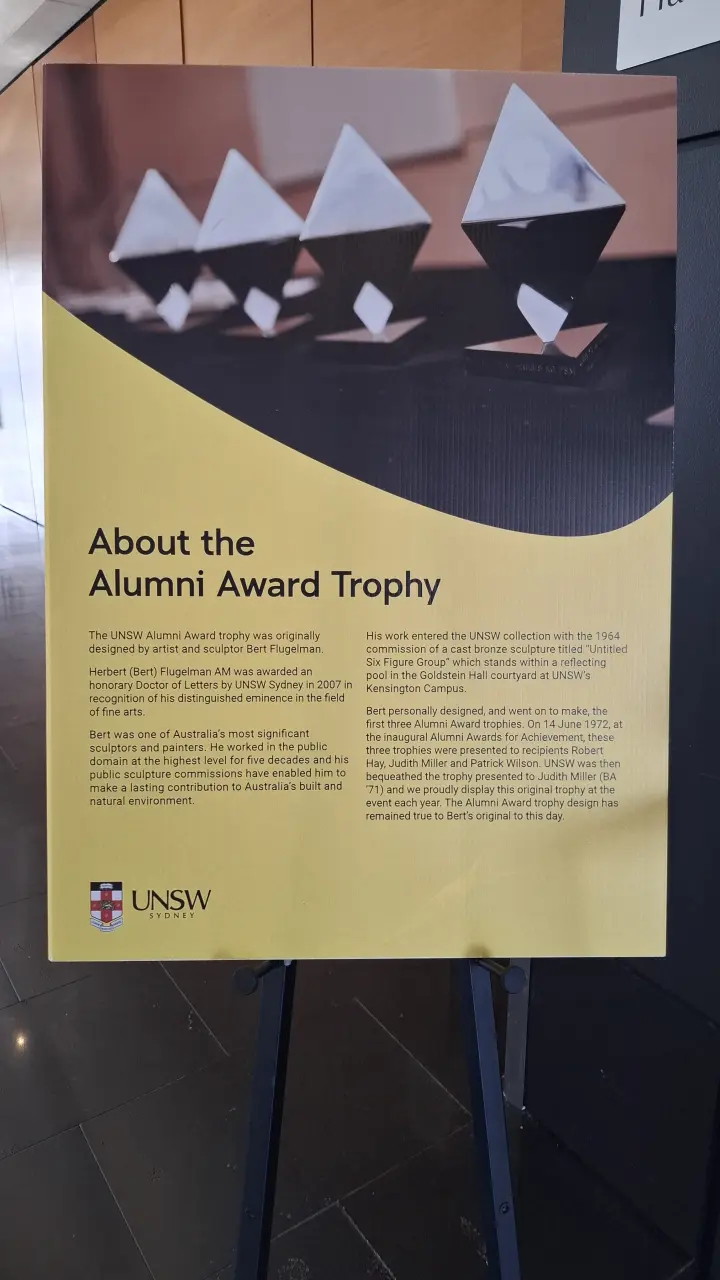 About the
Alumni Award Trophy
The UNSW Alumni Award trophy was originally
designed by artist and sculptor Bert Flugelman.
Herbert (Bert) Flugelman AM was awarded an
honorary Doctor of Letters by UNSW Sydney in 2007 in
recognition of his distinguished eminence in the field
of fine arts.
Bert was one of Australia's most significant
sculptors and painters. He worked in the public
domain at the highest level for five decades and his
public sculpture commissions have enabled him to
make a lasting contribution to Australia's built and
natural environment.
His work entered the UNSW collection with the 1964
commission of a cast bronze sculpture titled "Untitled
Six Figure Group" which stands within a reflecting
pool in the Goldstein Hall courtyard at UNSW's
Kensington Campus.
Bert personally designed, and went on to make, the
first three Alumni Award trophies. On 14 June 1972, at
the inaugural Alumni Awards for Achievement, these
three trophies were presented to recipients Robert
Hay, Judith Miller and Patrick Wilson. UNSW was then
bequeathed the trophy presented to Judith Miller (BA
'71) and we proudly display this original trophy at the
event each year. The Alumni Award trophy design has
remained true to Bert's original to this day.
UNSW
SYDNEY